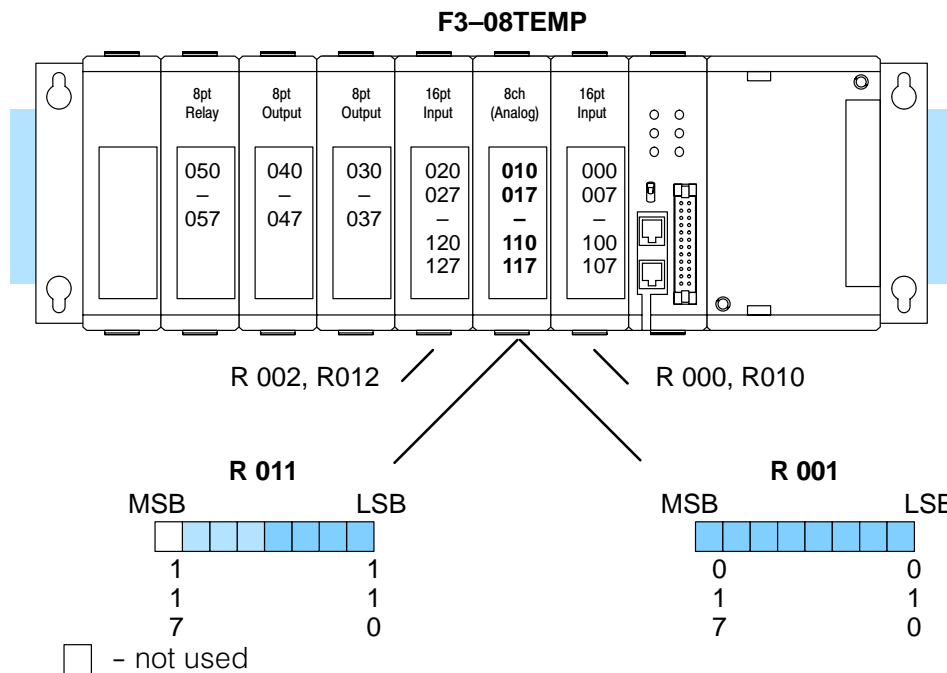 F3–08TEMP
8pt Relay
8pt Output
8pt Output
16pt Input
8ch (Analog)
16pt Input
050 – 057
040 – 047
030 – 037
020 027 – 120 127
010 017 – 110 117
000 007 – 100 107
R 002, R012
R 000, R010
R 011
R 001
MSB LSB
MSB LSB
1 1
1 1
7 0
0 0
1 1
7 0
– not used